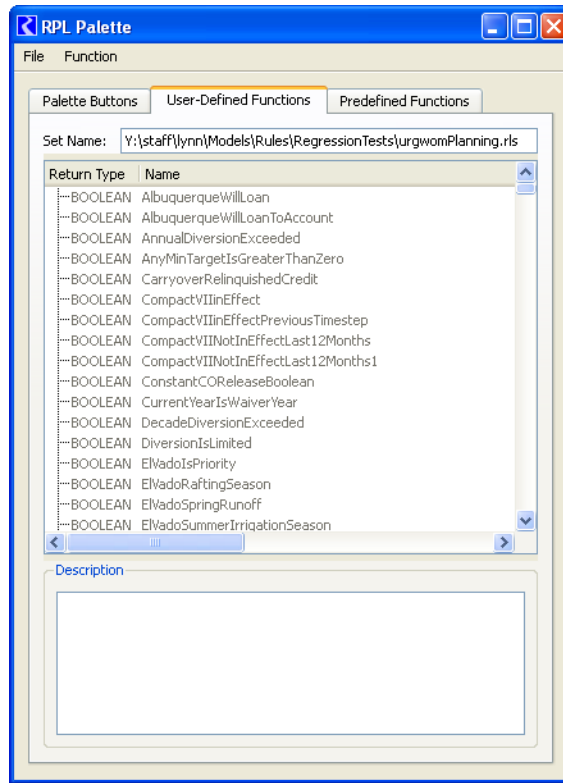 RPL Palette
File Function
Palette Buttons User-Defined Functions Predefined Functions
Set Name: Y:\staff\lynn\Models\Rules\RegressionTests\urgwomPlanning.rls
Return Type Name
BOOLEAN AlbuquerqueWillLoan
BOOLEAN AlbuquerqueWillLoanToAccount
BOOLEAN AnnualDiversionExceeded
BOOLEAN AnyMinTargetIsGreaterThanZero
BOOLEAN CarryoverRelinquishedCredit
BOOLEAN CompactVIIinEffect
BOOLEAN CompactVIIinEffectPreviousTimestep
BOOLEAN CompactVIINotInEffectLast12Months
BOOLEAN CompactVIINotInEffectLast12Months1
BOOLEAN ConstantCOReleaseBoolean
BOOLEAN CurrentYearIsWaiverYear
BOOLEAN DecadeDiversionExceeded
BOOLEAN DiversionIsLimited
BOOLEAN ElVadoIsPriority
BOOLEAN ElVadoRaftingSeason
BOOLEAN ElVadoSpringRunoff
BOOLEAN ElVadoSummerIrrigationSeason
Description